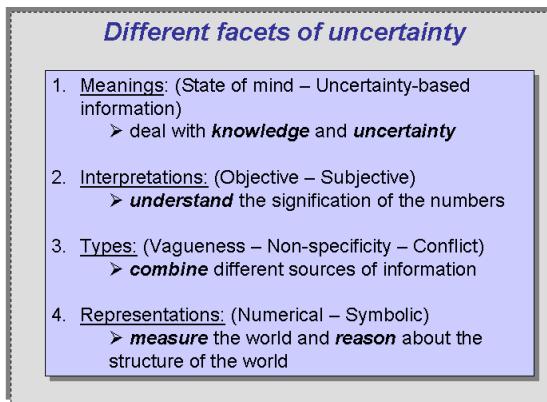 Different facets of uncertainty
1. Meanings: (State of mind – Uncertainty-based
information)
➢ deal with knowledge and uncertainty
2. Interpretations: (Objective – Subjective)
➢ understand the signification of the numbers
3. Types: (Vagueness – Non-specificity – Conflict)
➢ combine different sources of information
4. Representations: (Numerical – Symbolic)
➢ measure the world and reason about the
structure of the world